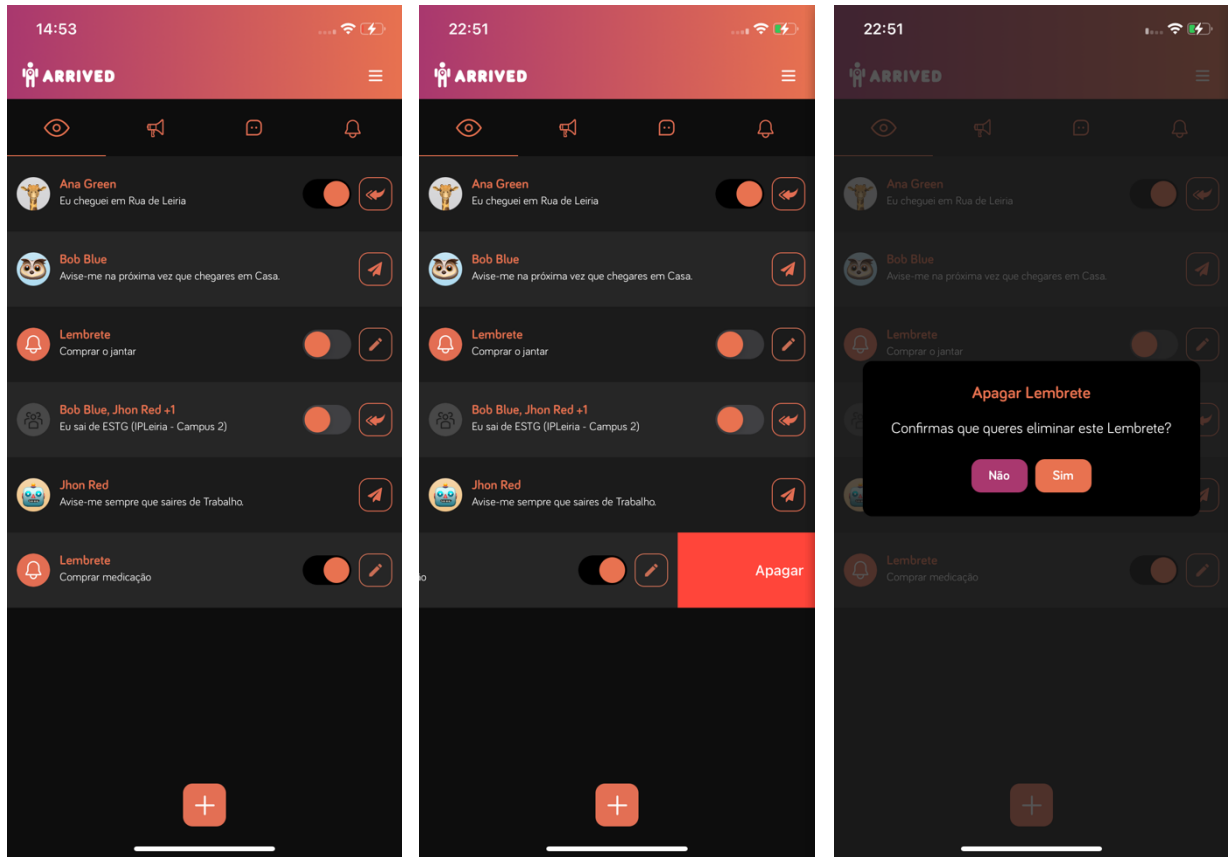 14:53
ARRIVED
Ana Green
Eu cheguei em Rua de Leiria
Bob Blue
Avise-me na próxima vez que chegares em Casa.
Lembrete
Comprar o jantar
Bob Blue, Jhon Red +1
Eu sai de ESTG (IPLeiria - Campus 2)
Jhon Red
Avise-me sempre que saires de Trabalho.
Lembrete
Comprar medicação
22:51
ARRIVED
Ana Green
Eu cheguei em Rua de Leiria
Bob Blue
Avise-me na próxima vez que chegares em Casa.
Lembrete
Comprar o jantar
Bob Blue, Jhon Red +1
Eu sai de ESTG (IPLeiria - Campus 2)
Jhon Red
Avise-me sempre que saires de Trabalho.
ão
Apagar
22:51
ARRIVED
Ana Green
Eu cheguei em Rua de Leiria
Bob Blue
Avise-me na próxima vez que chegares em Casa.
Lembrete
Comprar o jantar
Apagar Lembrete
Confirmas que queres eliminar este Lembrete?
Não Sim
Lembrete
Comprar medicação